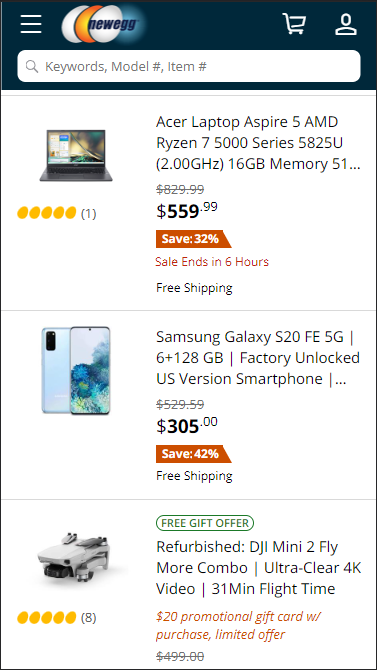 newegg
Keywords, Model #, Item #
Acer Laptop Aspire 5 AMD
Ryzen 7 5000 Series 5825U
(2.00GHz) 16GB Memory 51...
$829.99
$559.99
(1)
Save: 32%
Sale Ends in 6 Hours
Free Shipping
Samsung Galaxy S20 FE 5G |
6+128 GB | Factory Unlocked
US Version Smartphone |...
$529.59
$305.00
Save: 42%
Free Shipping
FREE GIFT OFFER
Refurbished: DJI Mini 2 Fly
More Combo | Ultra-Clear 4K
Video | 31Min Flight Time
(8)
$20 promotional gift card w/
purchase, limited offer
$499.00